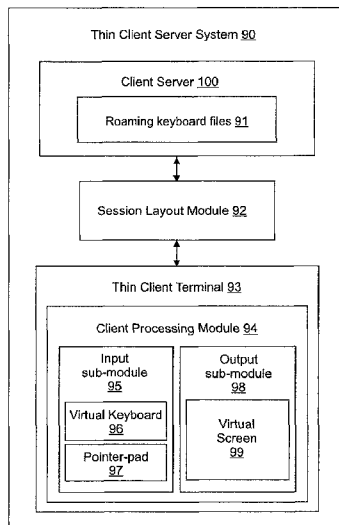 Thin Client Server System 90
Client Server 100
Roaming keyboard files 91
Session Layout Module 92
Thin Client Terminal 93
Client Processing Module 94
Input
sub-module
95
Virtual Keyboard
96
Pointer-pad
97
Output
sub-module
98
Virtual
Screen
99